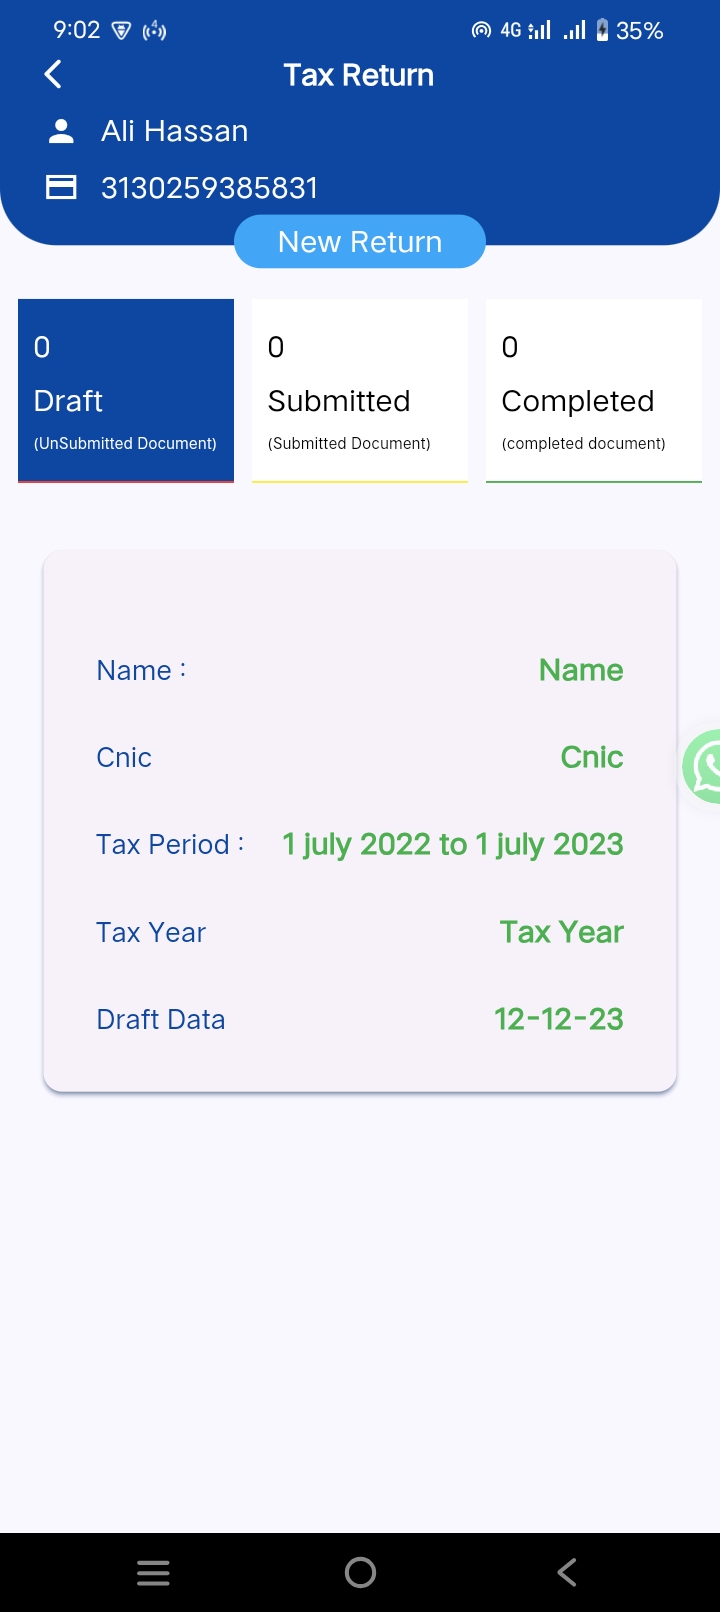 9:02 4 4G 35%
Tax Return
Ali Hassan
3130259385831
New Return
0 0 0
Draft Submitted Completed
(UnSubmitted Document) (Submitted Document) (completed document)
Name : Name
Cnic Cnic
Tax Period : 1 july 2022 to 1 july 2023
Tax Year Tax Year
Draft Data 12-12-23